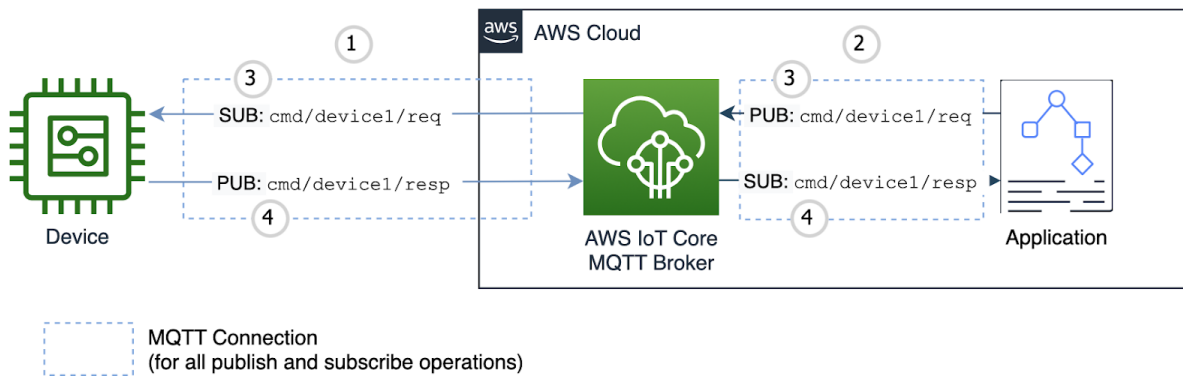 1
2
aws
AWS Cloud
3
3
SUB: cmd/device1/req
PUB: cmd/device1/req
PUB: cmd/device1/resp
SUB: cmd/device1/resp
4
4
Device
AWS IoT Core
MQTT Broker
Application
MQTT Connection
(for all publish and subscribe operations)